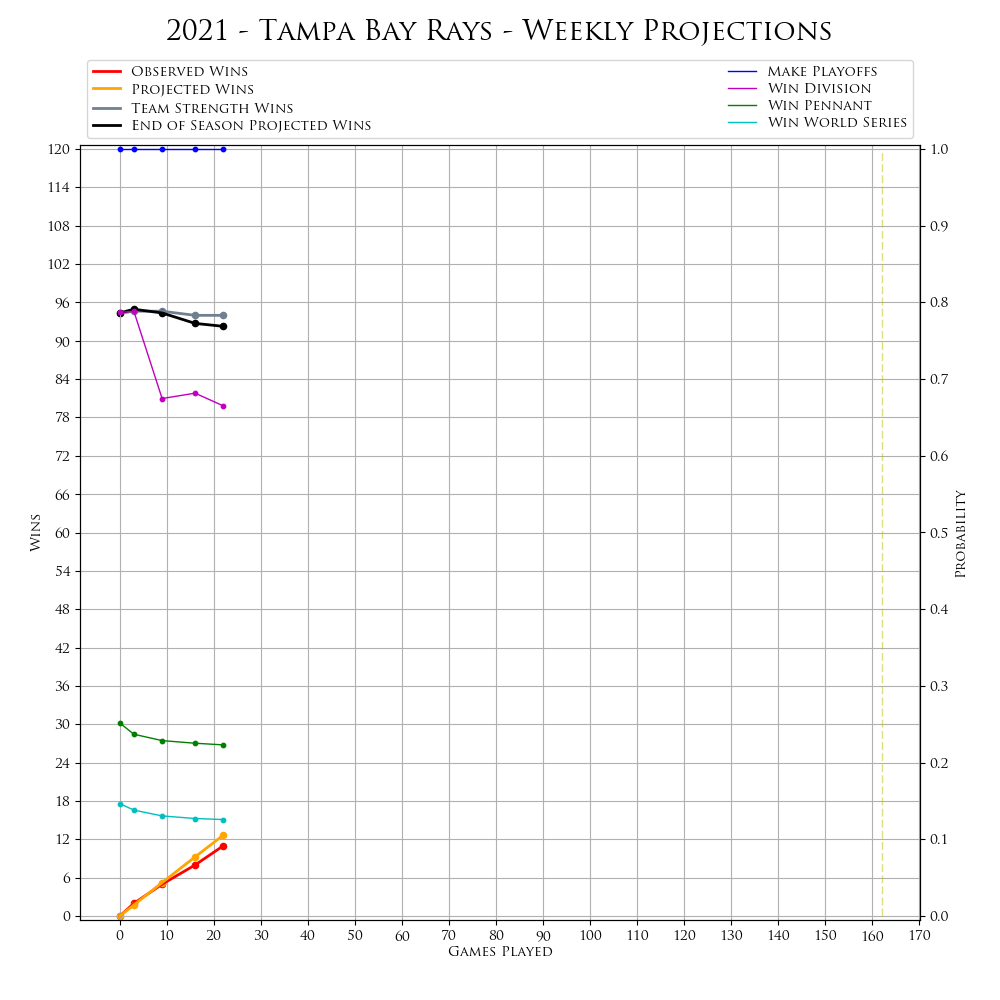 2021 - Tampa Bay Rays - Weekly Projections
Observed Wins
Projected Wins
Team Strength Wins
End of Season Projected Wins
Make Playoffs
Win Division
Win Pennant
Win World Series
120
114
108
102
96
90
84
78
72
66
60
54
48
42
36
30
24
18
12
6
0
Wins
1.0
0.9
0.8
0.7
0.6
0.5
0.4
0.3
0.2
0.1
0.0
Probability
0 10 20 30 40 50 60 70 80 90 100 110 120 130 140 150 160 170
Games Played